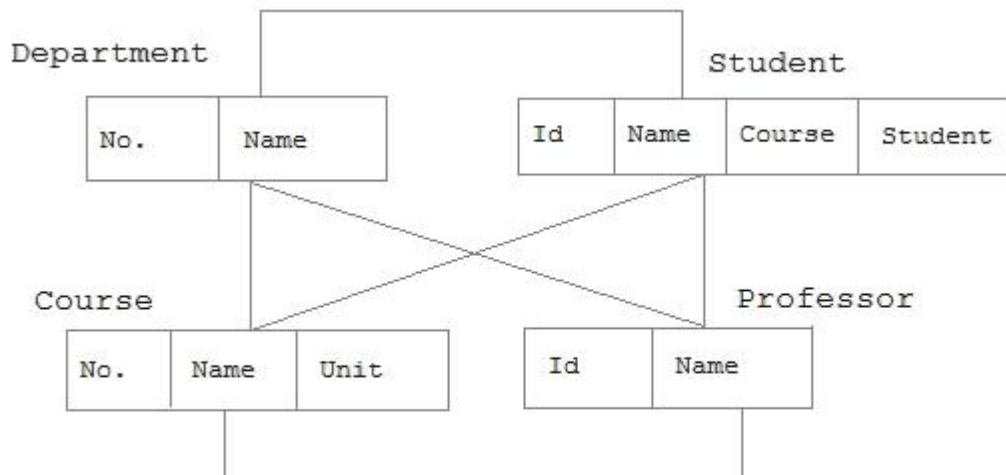 Department
Student
No. Name
Id Name Course Student
Course
Professor
No. Name Unit
Id Name